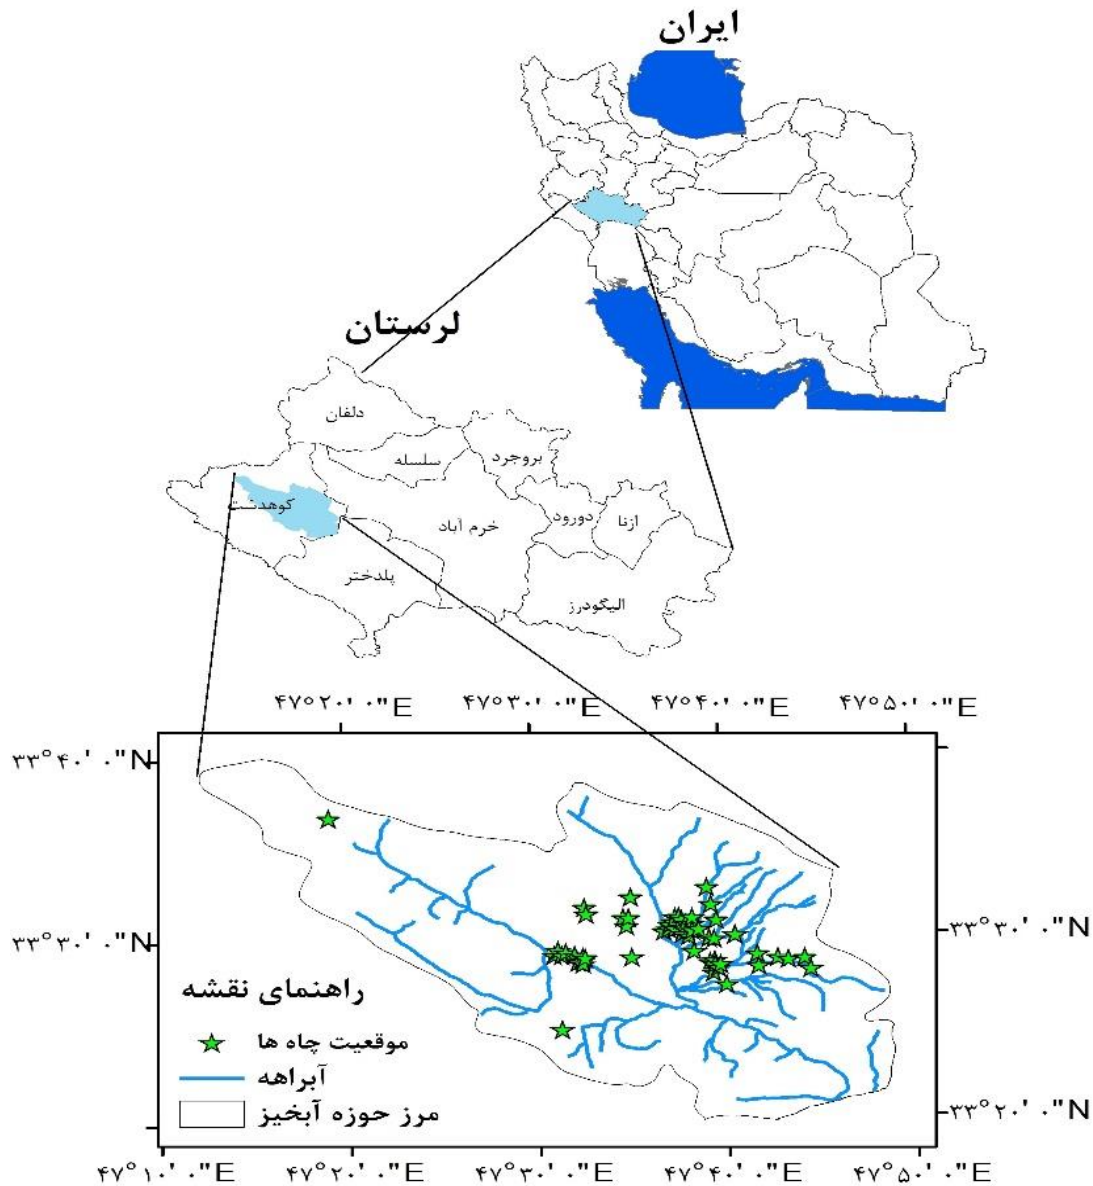 ایران
لرستان
دلفان
سلسله
بروجرد
کوهدشت
خرم آباد
دورود
ازنا
پلدختر
الیگودرز
۴۷°۲۰'۰"E
۴۷°۳۰'۰"E
۴۷°۴۰'۰"E
۴۷°۵۰'۰"E
۳۳°۴۰'۰"N
۳۳°۳۰'۰"N
۳۳°۳۰'۰"N
۳۳°۲۰'۰"N
راهنمای نقشه
موقعیت چاه ها
آبراهه
مرز حوزه آبخیز
۴۷°۱۰'۰"E
۴۷°۲۰'۰"E
۴۷°۳۰'۰"E
۴۷°۴۰'۰"E
۴۷°۵۰'۰"E